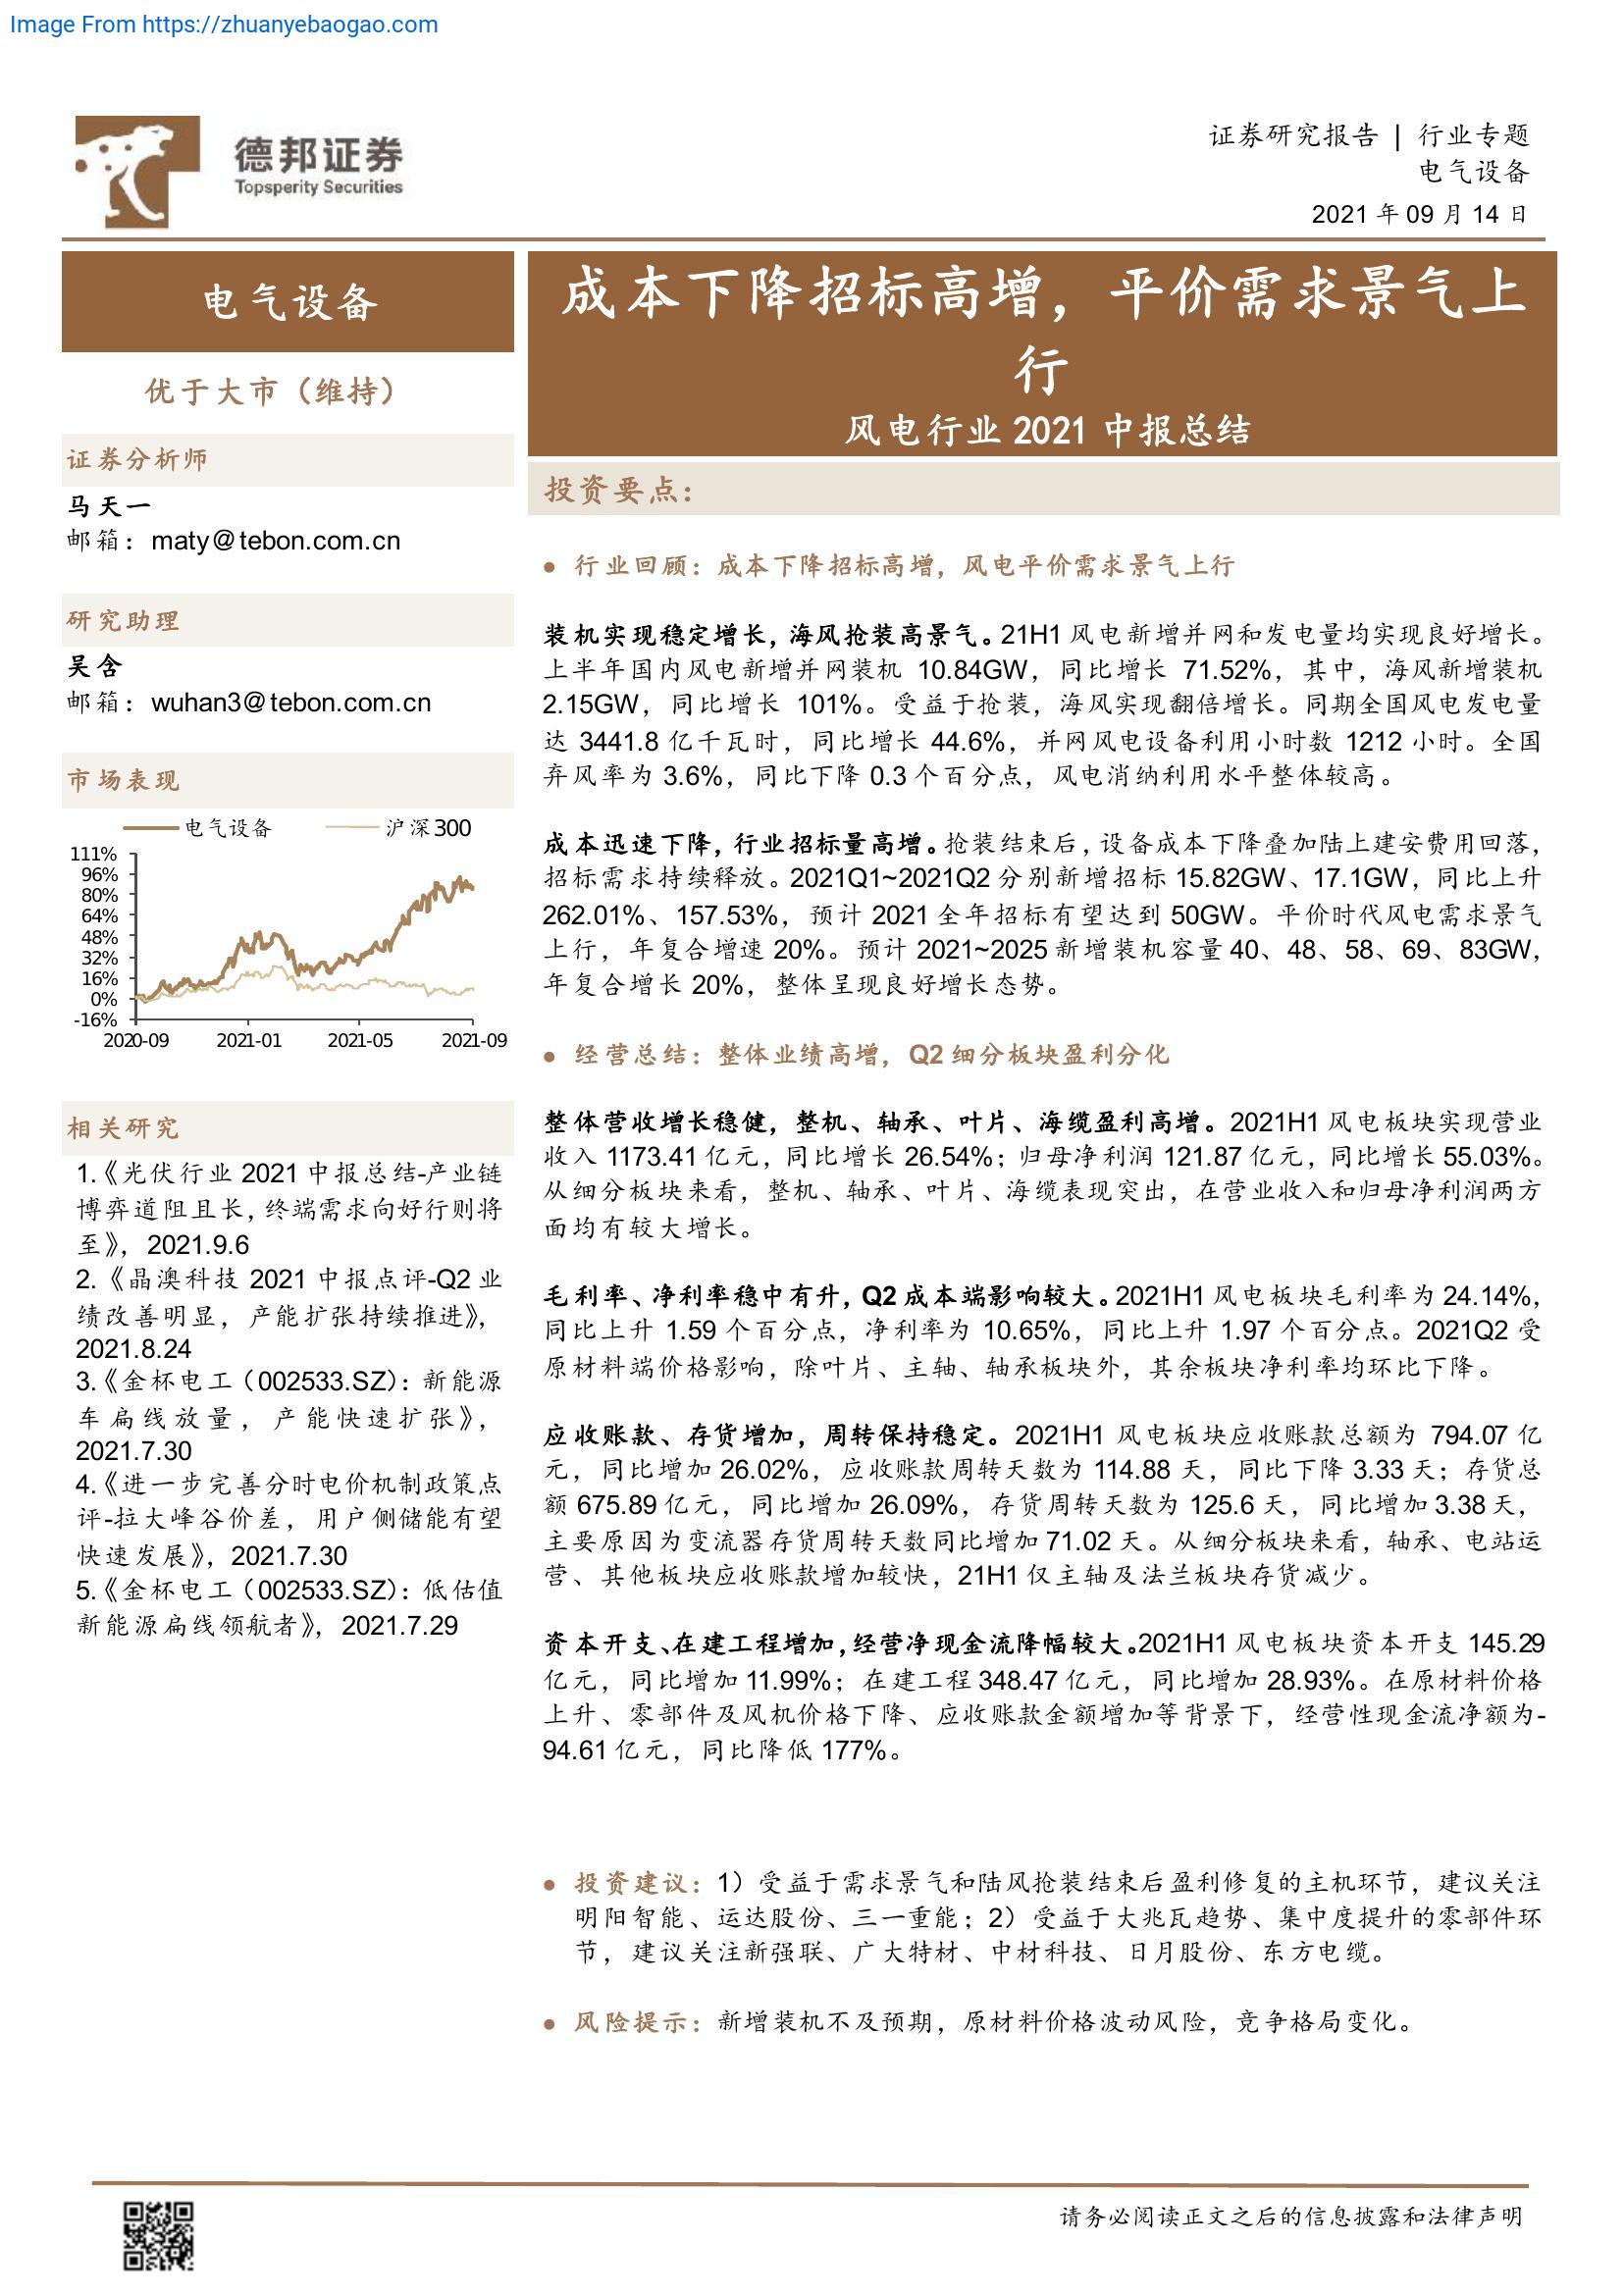 Image From https://zhuanyebaogao.com
德邦证券
Topsperity Securities
证券研究报告 | 行业专题
电气设备
2021 年 09 月 14 日
电气设备
优于大市（维持）
证券分析师
马天一
邮箱：maty@tebon.com.cn
研究助理
吴含
邮箱：wuhan3@tebon.com.cn
市场表现
电气设备 沪深300
111%
96%
80%
64%
48%
32%
16%
0%
-16%
2020-09 2021-01 2021-05 2021-09
相关研究
1.《光伏行业 2021 中报总结-产业链
博弈道阻且长，终端需求向好行则将
至》，2021.9.6
2.《晶澳科技 2021 中报点评-Q2 业
绩改善明显，产能扩张持续推进》，
2021.8.24
3.《金杯电工（002533.SZ）：新能源
车扁线放量，产能快速扩张》，
2021.7.30
4.《进一步完善分时电价机制政策点
评-拉大峰谷价差，用户侧储能有望
快速发展》，2021.7.30
5.《金杯电工（002533.SZ）：低估值
新能源扁线领航者》，2021.7.29
成本下降招标高增，平价需求景气上
行
风电行业 2021 中报总结
投资要点：
● 行业回顾：成本下降招标高增，风电平价需求景气上行
装机实现稳定增长，海风抢装高景气。21H1 风电新增并网和发电量均实现良好增长。
上半年国内风电新增并网装机 10.84GW，同比增长 71.52%，其中，海风新增装机
2.15GW，同比增长 101%。受益于抢装，海风实现翻倍增长。同期全国风电发电量
达 3441.8 亿千瓦时，同比增长 44.6%，并网风电设备利用小时数 1212 小时。全国
弃风率为 3.6%，同比下降 0.3 个百分点，风电消纳利用水平整体较高。
成本迅速下降，行业招标量高增。抢装结束后，设备成本下降叠加陆上建安费用回落，
招标需求持续释放。2021Q1~2021Q2 分别新增招标 15.82GW、17.1GW，同比上升
262.01%、157.53%，预计 2021 全年招标有望达到 50GW。平价时代风电需求景气
上行，年复合增速 20%。预计 2021~2025 新增装机容量 40、48、58、69、83GW，
年复合增长 20%，整体呈现良好增长态势。
● 经营总结：整体业绩高增，Q2 细分板块盈利分化
整体营收增长稳健，整机、轴承、叶片、海缆盈利高增。2021H1 风电板块实现营业
收入 1173.41 亿元，同比增长 26.54%；归母净利润 121.87 亿元，同比增长 55.03%。
从细分板块来看，整机、轴承、叶片、海缆表现突出，在营业收入和归母净利润两方
面均有较大增长。
毛利率、净利率稳中有升，Q2 成本端影响较大。2021H1 风电板块毛利率为 24.14%，
同比上升 1.59 个百分点，净利率为 10.65%，同比上升 1.97 个百分点。2021Q2 受
原材料端价格影响，除叶片、主轴、轴承板块外，其余板块净利率均环比下降。
应收账款、存货增加，周转保持稳定。2021H1 风电板块应收账款总额为 794.07 亿
元，同比增加 26.02%，应收账款周转天数为 114.88 天，同比下降 3.33 天；存货总
额 675.89 亿元，同比增加 26.09%，存货周转天数为 125.6 天，同比增加 3.38 天，
主要原因为变流器存货周转天数同比增加 71.02 天。从细分板块来看，轴承、电站运
营、其他板块应收账款增加较快，21H1 仅主轴及法兰板块存货减少。
资本开支、在建工程增加，经营净现金流降幅较大。2021H1 风电板块资本开支 145.29
亿元，同比增加 11.99%；在建工程 348.47 亿元，同比增加 28.93%。在原材料价格
上升、零部件及风机价格下降、应收账款金额增加等背景下，经营性现金流净额为-
94.61 亿元，同比降低 177%。
● 投资建议：1）受益于需求景气和陆风抢装结束后盈利修复的主机环节，建议关注
明阳智能、运达股份、三一重能；2）受益于大兆瓦趋势、集中度提升的零部件环
节，建议关注新强联、广大特材、中材科技、日月股份、东方电缆。
● 风险提示：新增装机不及预期，原材料价格波动风险，竞争格局变化。
请务必阅读正文之后的信息披露和法律声明